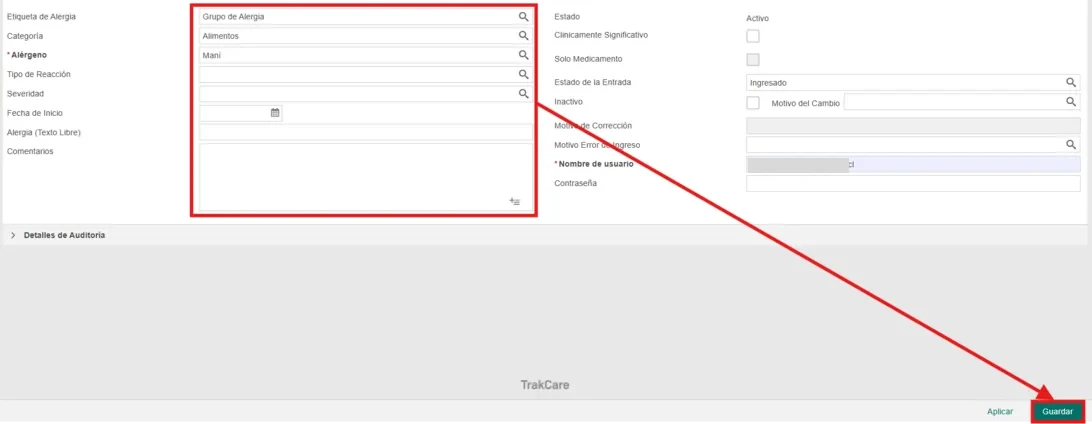 Etiqueta de Alergia
Grupo de Alergia
Categoría
Alimentos
* Alérgeno
Maní
Tipo de Reacción
Severidad
Fecha de Inicio
Alergia (Texto Libre)
Comentarios
Estado
Activo
Clinicamente Significativo
Solo Medicamento
Estado de la Entrada
Ingresado
Inactivo
Motivo del Cambio
Motivo de Corrección
Motivo Error de Ingreso
* Nombre de usuario
Contraseña
Detalles de Auditoría
TrakCare
Aplicar
Guardar